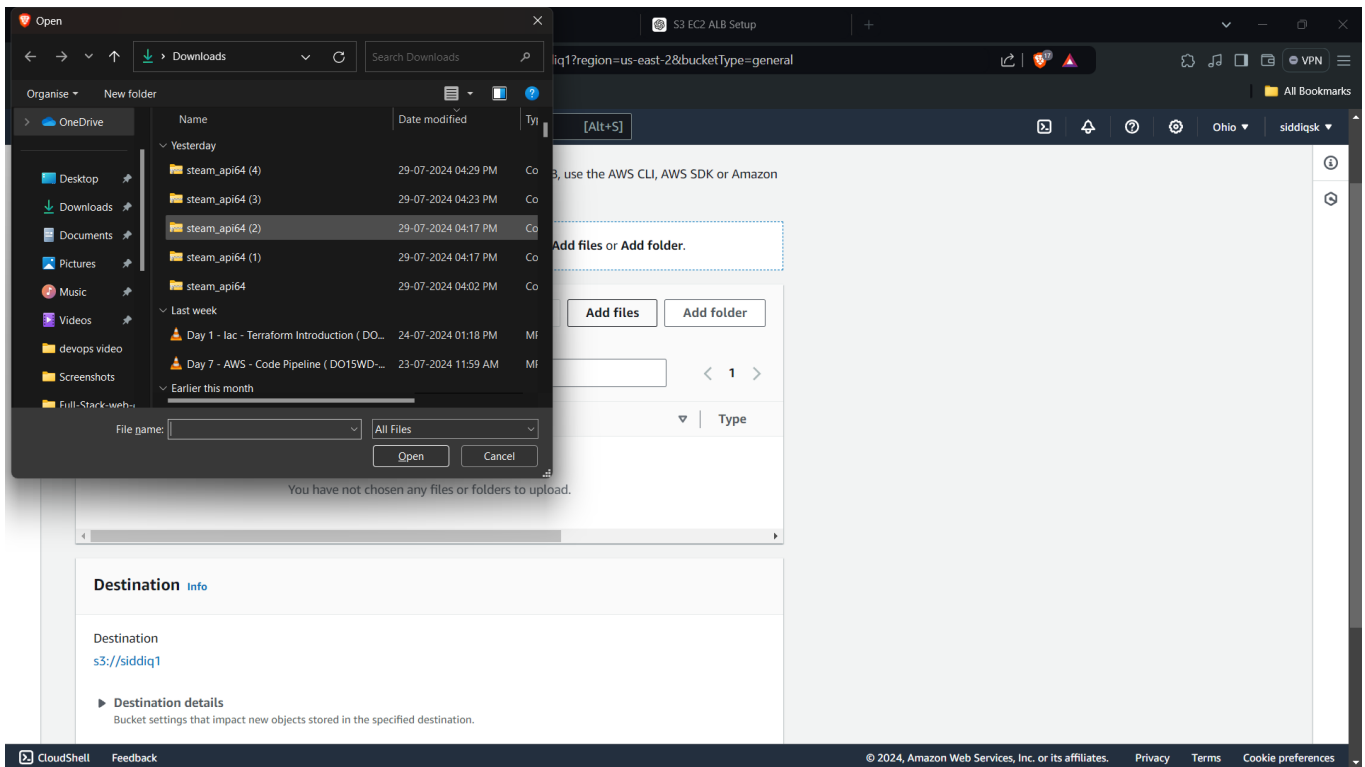 Open
S3 EC2 ALB Setup
Downloads
Search Downloads
iq1?region=us-east-2&bucketType=general
17
VPN
Organise
New folder
All Bookmarks
OneDrive
Name
Date modified
Ty
[Alt+S]
Ohio
siddiqsk
Yesterday
Desktop
steam_api64 (4)
29-07-2024 04:29 PM
Co
, use the AWS CLI, AWS SDK or Amazon
Downloads
steam_api64 (3)
29-07-2024 04:23 PM
Co
Documents
steam_api64 (2)
29-07-2024 04:17 PM
Co
Add files or Add folder.
Pictures
steam_api64 (1)
29-07-2024 04:17 PM
Co
Music
steam_api64
29-07-2024 04:02 PM
Co
Videos
Last week
Add files
Add folder
devops video
Day 1 - Iac - Terraform Introduction ( DO...
24-07-2024 01:18 PM
MF
Screenshots
Day 7 - AWS - Code Pipeline ( DO15WD-...
23-07-2024 11:59 AM
MF
1
Full-Stack-web-
Earlier this month
File name:
All Files
Type
Open
Cancel
You have not chosen any files or folders to upload.
Destination Info
Destination
s3://siddiq1
Destination details
Bucket settings that impact new objects stored in the specified destination.
CloudShell
Feedback
© 2024, Amazon Web Services, Inc. or its affiliates.
Privacy
Terms
Cookie preferences